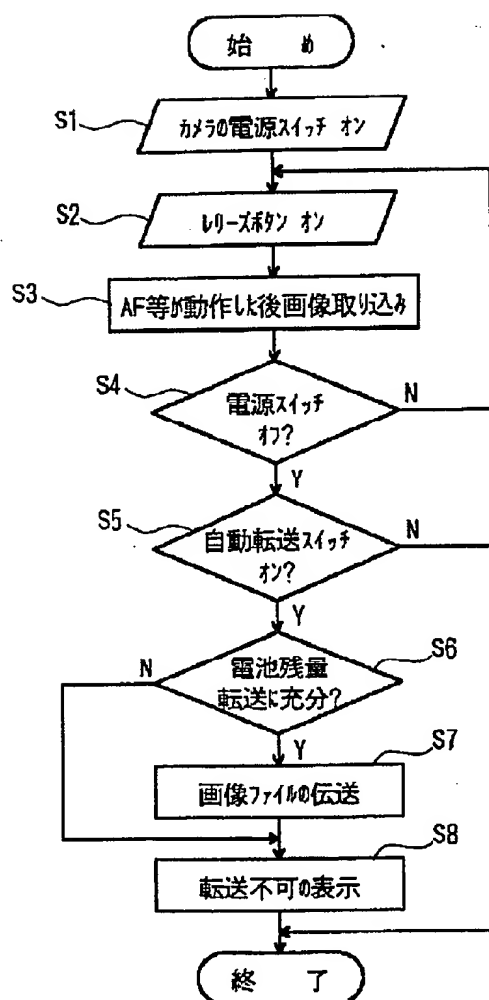 始 め
S1
カメラの電源スイッチ オン
S2
レリーズボタン オン
S3
AF等が動作した後画像取り込み
S4
電源スイッチ
オフ?
N
Y
S5
自動転送スイッチ
オン?
N
Y
S6
電池残量
転送に充分?
N
Y
S7
画像ファイルの伝送
S8
転送不可の表示
終 了